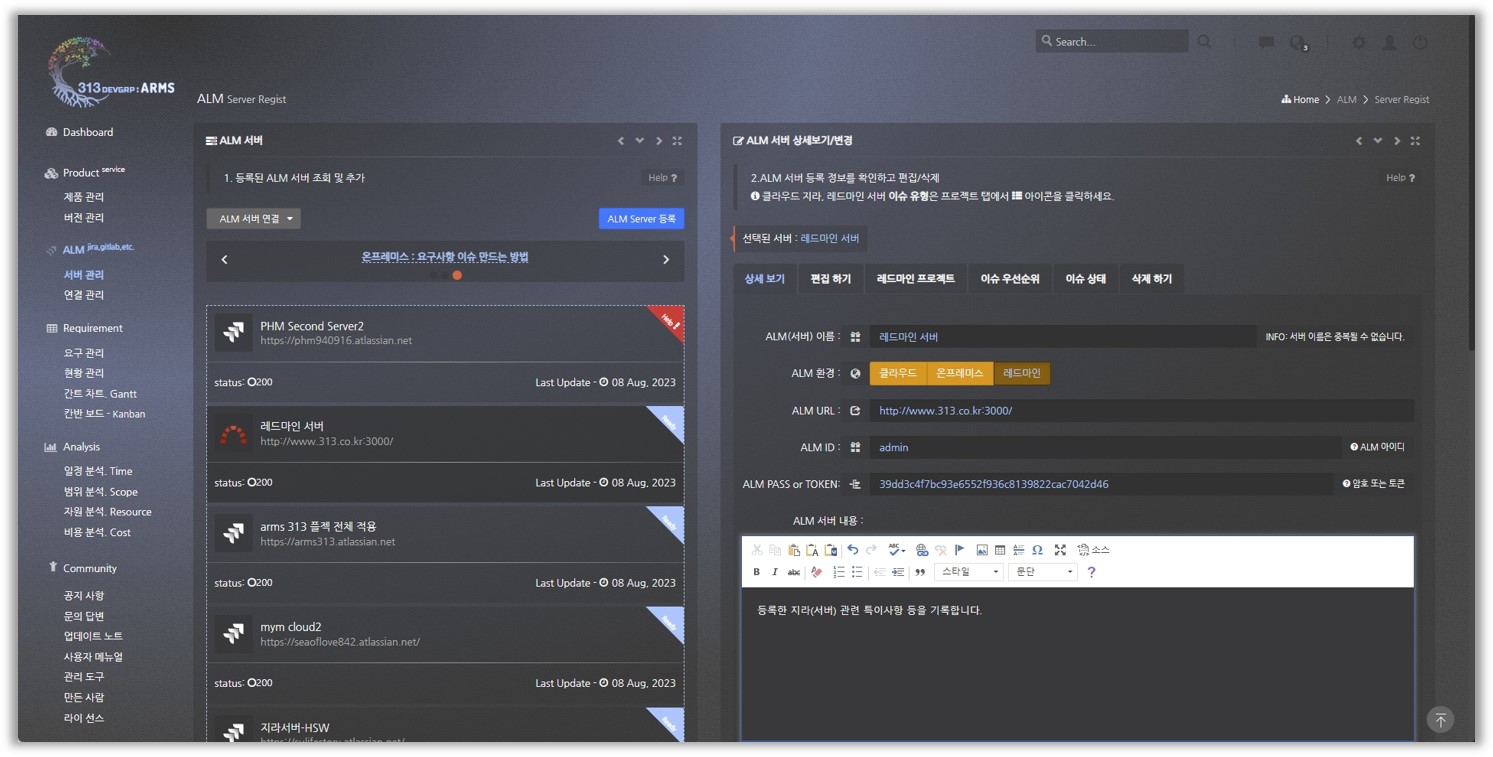 Search...
3
313 DEVGRP : ARMS
ALM Server Regist
Home > ALM > Server Regist
Dashboard
Product service
제품 관리
버전 관리
ALM jira,gitlab,etc.
서버 관리
연결 관리
Requirement
요구 관리
현황 관리
간트 차트. Gantt
칸반 보드 - Kanban
Analysis
일정 분석. Time
범위 분석. Scope
자원 분석. Resource
비용 분석. Cost
Community
공지 사항
문의 답변
업데이트 노트
사용자 메뉴얼
관리 도구
만든 사람
라이 선스
ALM 서버
1. 등록된 ALM 서버 조회 및 추가
Help ?
ALM 서버 연결
ALM Server 등록
온프레미스 : 요구사항 이슈 만드는 방법
PHM Second Server2
https://phm940916.atlassian.net
Help !
status: 200
Last Update - 08 Aug, 2023
레드마인 서버
http://www.313.co.kr:3000/
Ready
status: 200
Last Update - 08 Aug, 2023
arms 313 플젝 전체 적용
https://arms313.atlassian.net
Ready
status: 200
Last Update - 08 Aug, 2023
mym cloud2
https://seaoflove842.atlassian.net/
Ready
status: 200
Last Update - 08 Aug, 2023
지라서버-HSW
Ready
ALM 서버 상세보기/변경
2.ALM 서버 등록 정보를 확인하고 편집/삭제
Help ?
클라우드 지라, 레드마인 서버 이슈 유형은 프로젝트 탭에서 아이콘을 클릭하세요.
선택된 서버 : 레드마인 서버
상세 보기
편집 하기
레드마인 프로젝트
이슈 우선순위
이슈 상태
삭제 하기
ALM(서버) 이름 :
레드마인 서버
INFO: 서버 이름은 중복될 수 없습니다.
ALM 환경 :
클라우드
온프레미스
레드마인
ALM URL :
http://www.313.co.kr:3000/
ALM ID :
admin
ALM 아이디
ALM PASS or TOKEN:
39dd3c4f7bc93e6552f936c8139822cac7042d46
암호 또는 토큰
ALM 서버 내용 :
소스
B I abc
스타일
문단
?
등록한 지라(서버) 관련 특이사항 등을 기록합니다.